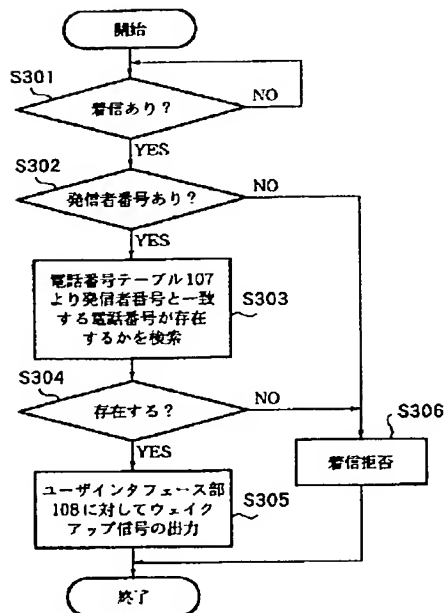 開始
S301
着信あり？
NO
YES
S302
発信者番号あり？
NO
YES
電話番号テーブル107
より発信者番号と一致
する電話番号が存在
するかを検索
S303
S304
存在する？
NO
YES
S306
着信拒否
ユーザインタフェース部
108に対してウェイク
アップ信号の出力
S305
終了